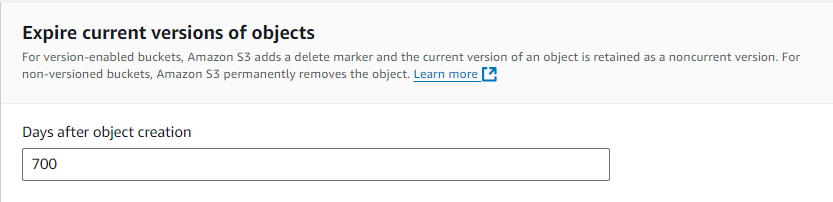 Expire current versions of objects
For version-enabled buckets, Amazon S3 adds a delete marker and the current version of an object is retained as a noncurrent version. For
non-versioned buckets, Amazon S3 permanently removes the object. Learn more
Days after object creation
700